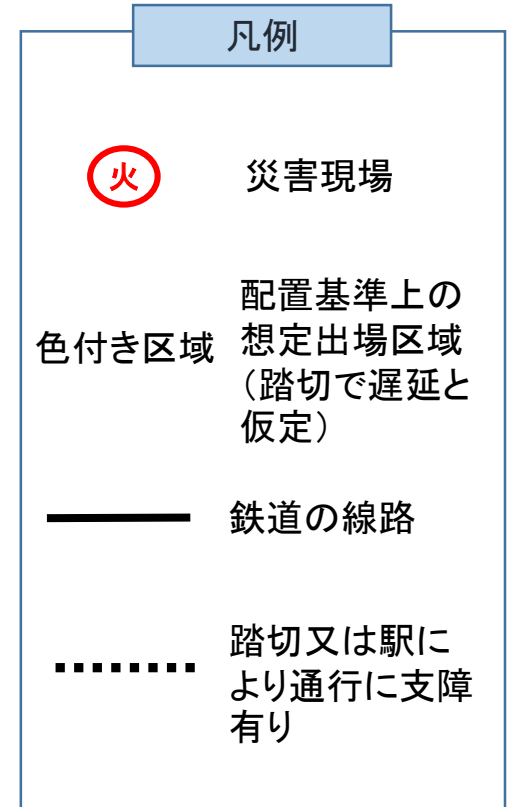 凡例
火 災害現場
色付き区域
配置基準上の
想定出場区域
（踏切で遅延と
仮定）
鉄道の線路
踏切又は駅に
より通行に支障
有り